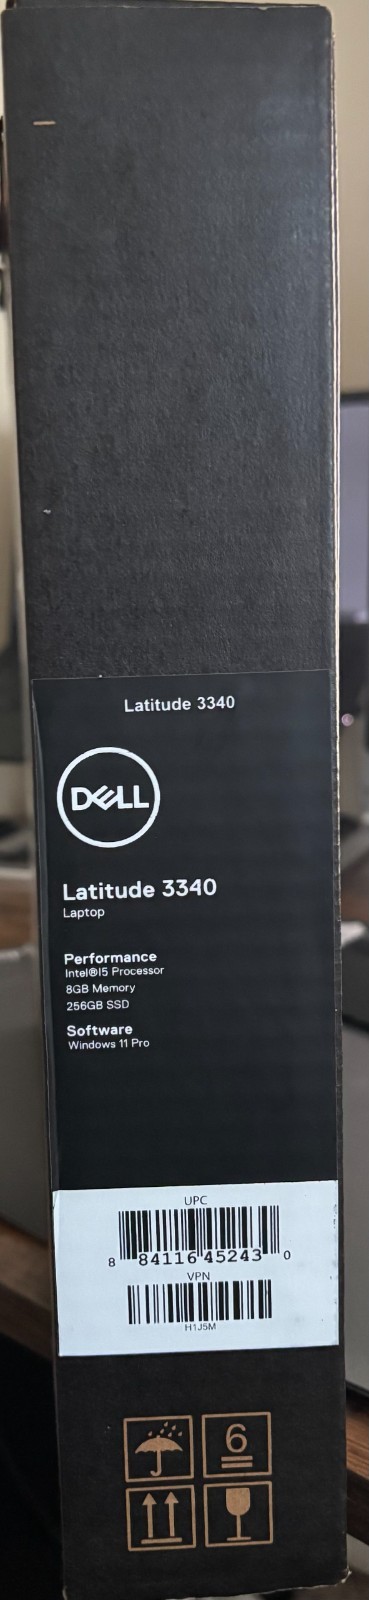 Latitude 3340
DELL
Latitude 3340
Laptop
Performance
Intel®I5 Processor
8GB Memory
256GB SSD
Software
Windows 11 Pro
UPC
8 84116 45243 0
VPN
H1J5M
6